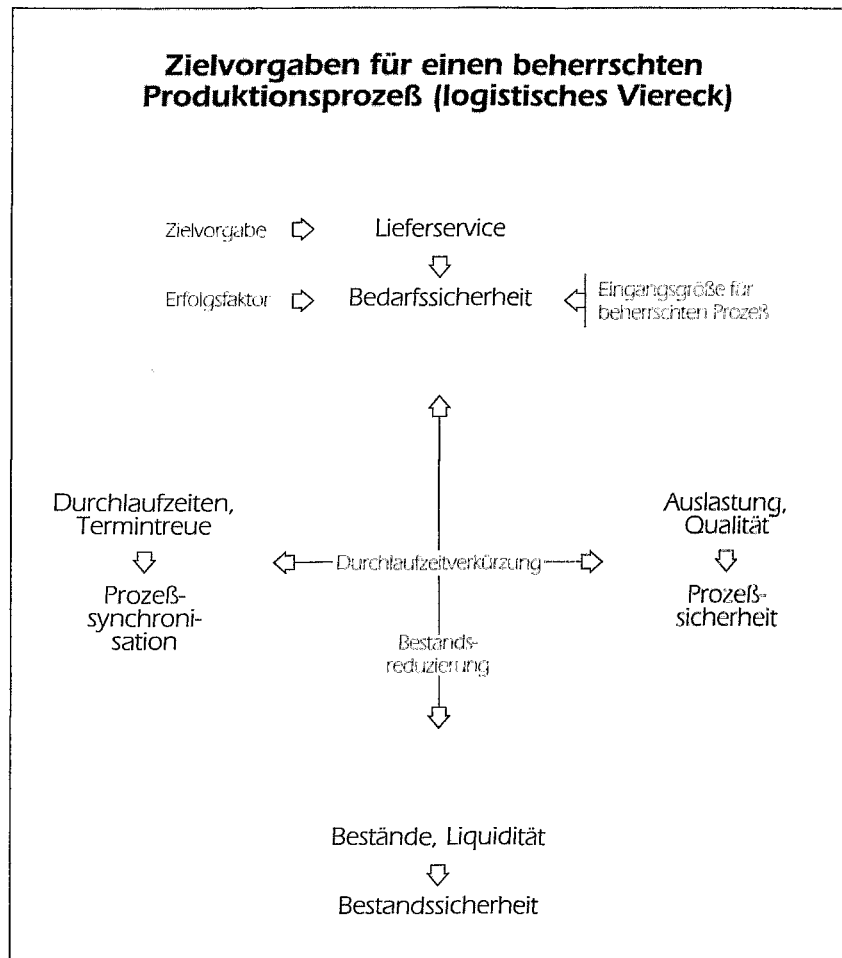 Zielvorgaben für einen beherrschten
Produktionsprozeß (logistisches Viereck)
Zielvorgabe
Lieferservice
Erfolgsfaktor
Bedarfssicherheit
Eingangsgröße für
beherrschten Prozeß
Durchlaufzeiten,
Termintreue
Prozeß-
synchroni-
sation
Durchlaufzeitverkürzung
Auslastung,
Qualität
Prozeß-
sicherheit
Bestands-
reduzierung
Bestände, Liquidität
Bestandssicherheit